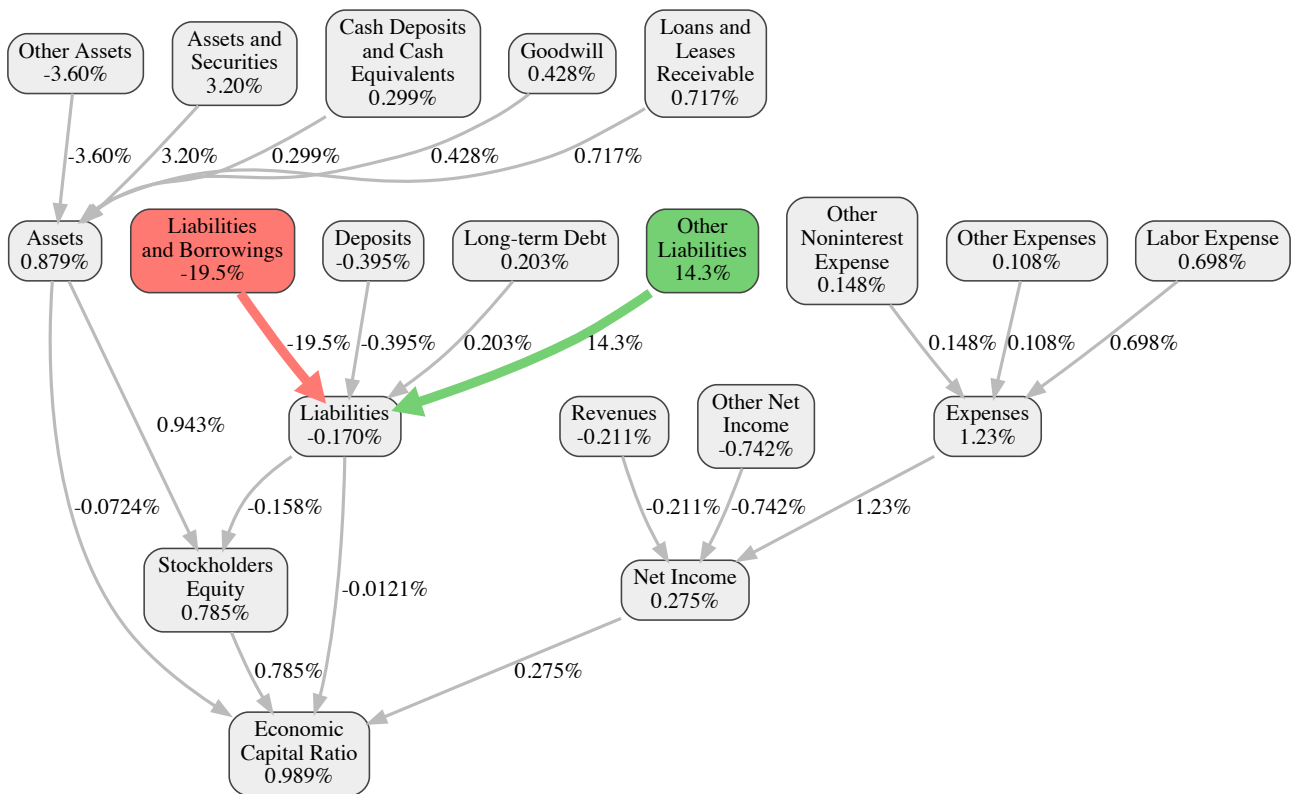 Other Assets
-3.60%
Assets and
Securities
3.20%
Cash Deposits
and Cash
Equivalents
0.299%
Goodwill
0.428%
Loans and
Leases
Receivable
0.717%
-3.60%
3.20%
0.299%
0.428%
0.717%
Assets
0.879%
Liabilities
and Borrowings
-19.5%
Deposits
-0.395%
Long-term Debt
0.203%
Other
Liabilities
14.3%
Other
Noninterest
Expense
0.148%
Other Expenses
0.108%
Labor Expense
0.698%
-19.5%
-0.395%
0.203%
14.3%
0.148%
0.108%
0.698%
0.943%
Liabilities
-0.170%
Revenues
-0.211%
Other Net
Income
-0.742%
Expenses
1.23%
-0.0724%
-0.158%
-0.211%
-0.742%
1.23%
Stockholders
Equity
0.785%
-0.0121%
Net Income
0.275%
0.785%
0.275%
Economic
Capital Ratio
0.989%